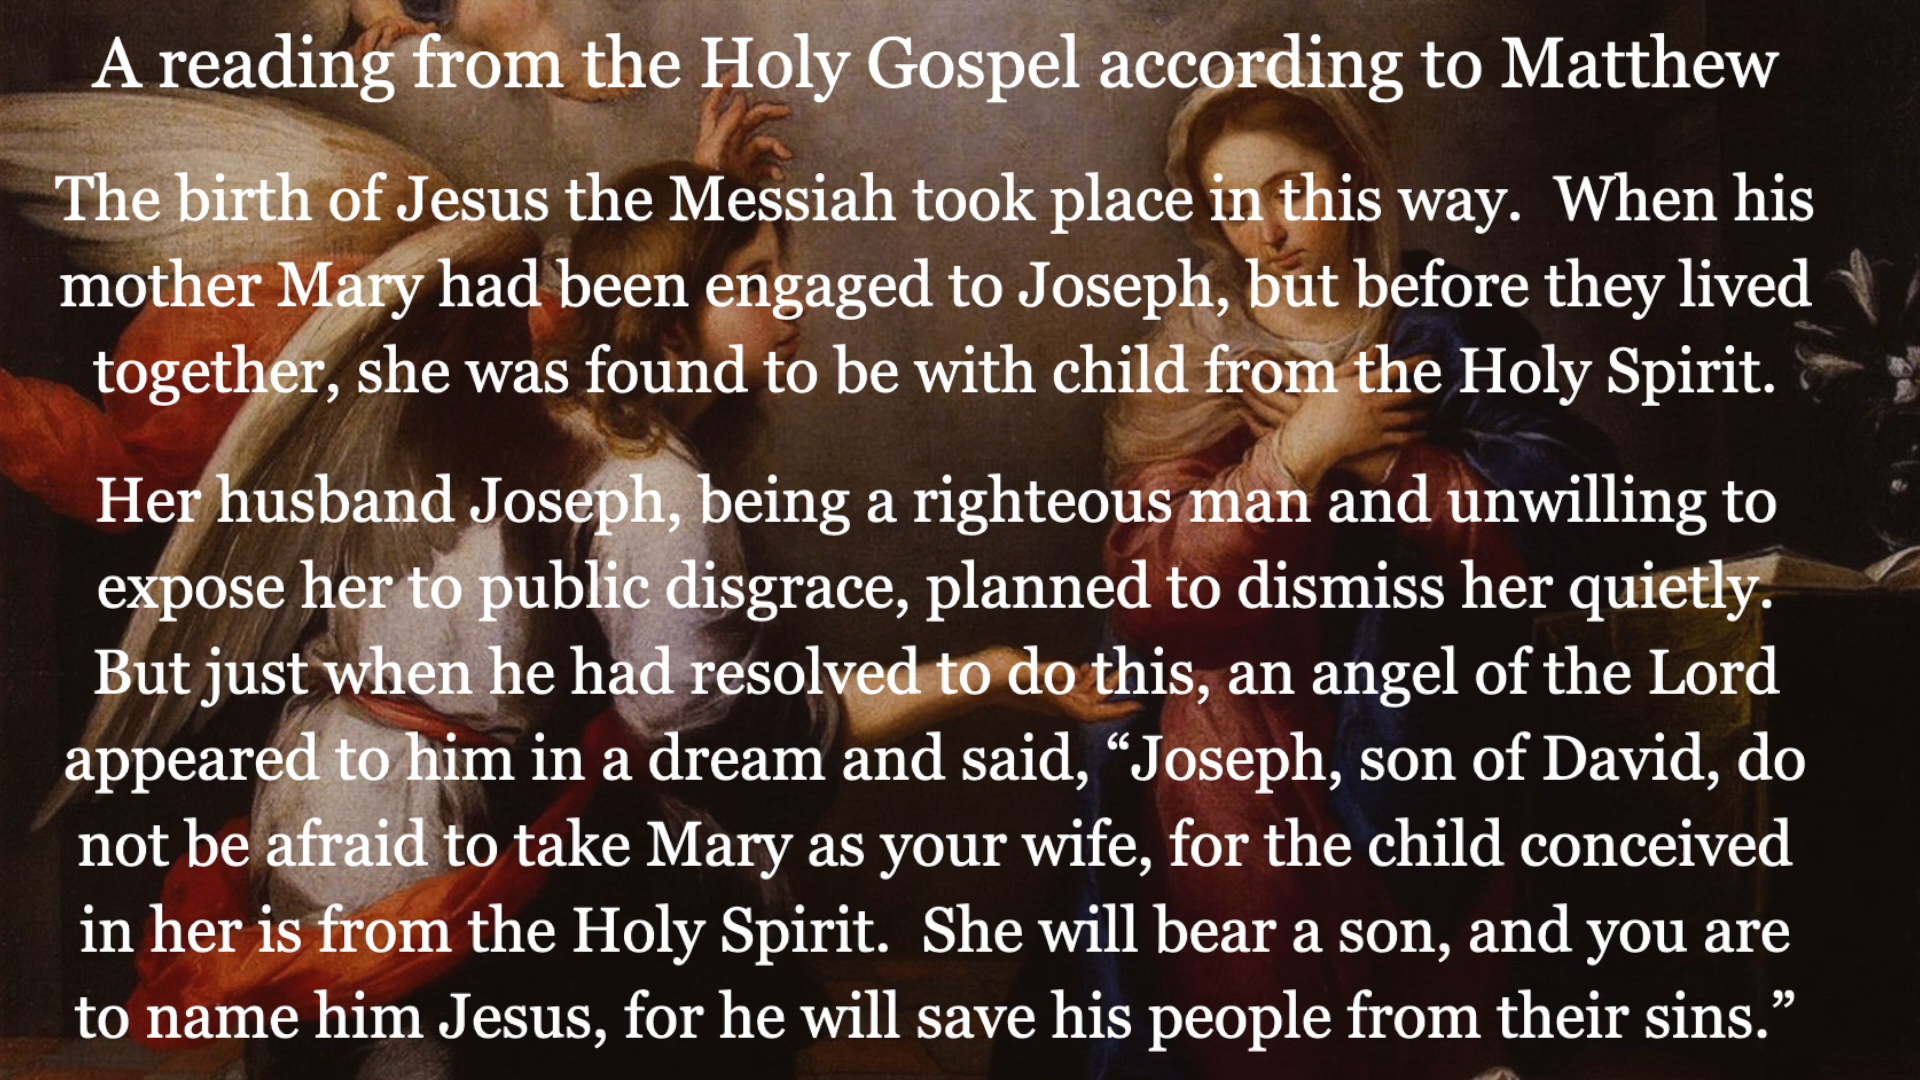 A reading from the Holy Gospel according to Matthew
The birth of Jesus the Messiah took place in this way.  When his
mother Mary had been engaged to Joseph, but before they lived
together, she was found to be with child from the Holy Spirit.
Her husband Joseph, being a righteous man and unwilling to
expose her to public disgrace, planned to dismiss her quietly.
But just when he had resolved to do this, an angel of the Lord
appeared to him in a dream and said, “Joseph, son of David, do
not be afraid to take Mary as your wife, for the child conceived
in her is from the Holy Spirit.  She will bear a son, and you are
to name him Jesus, for he will save his people from their sins.”